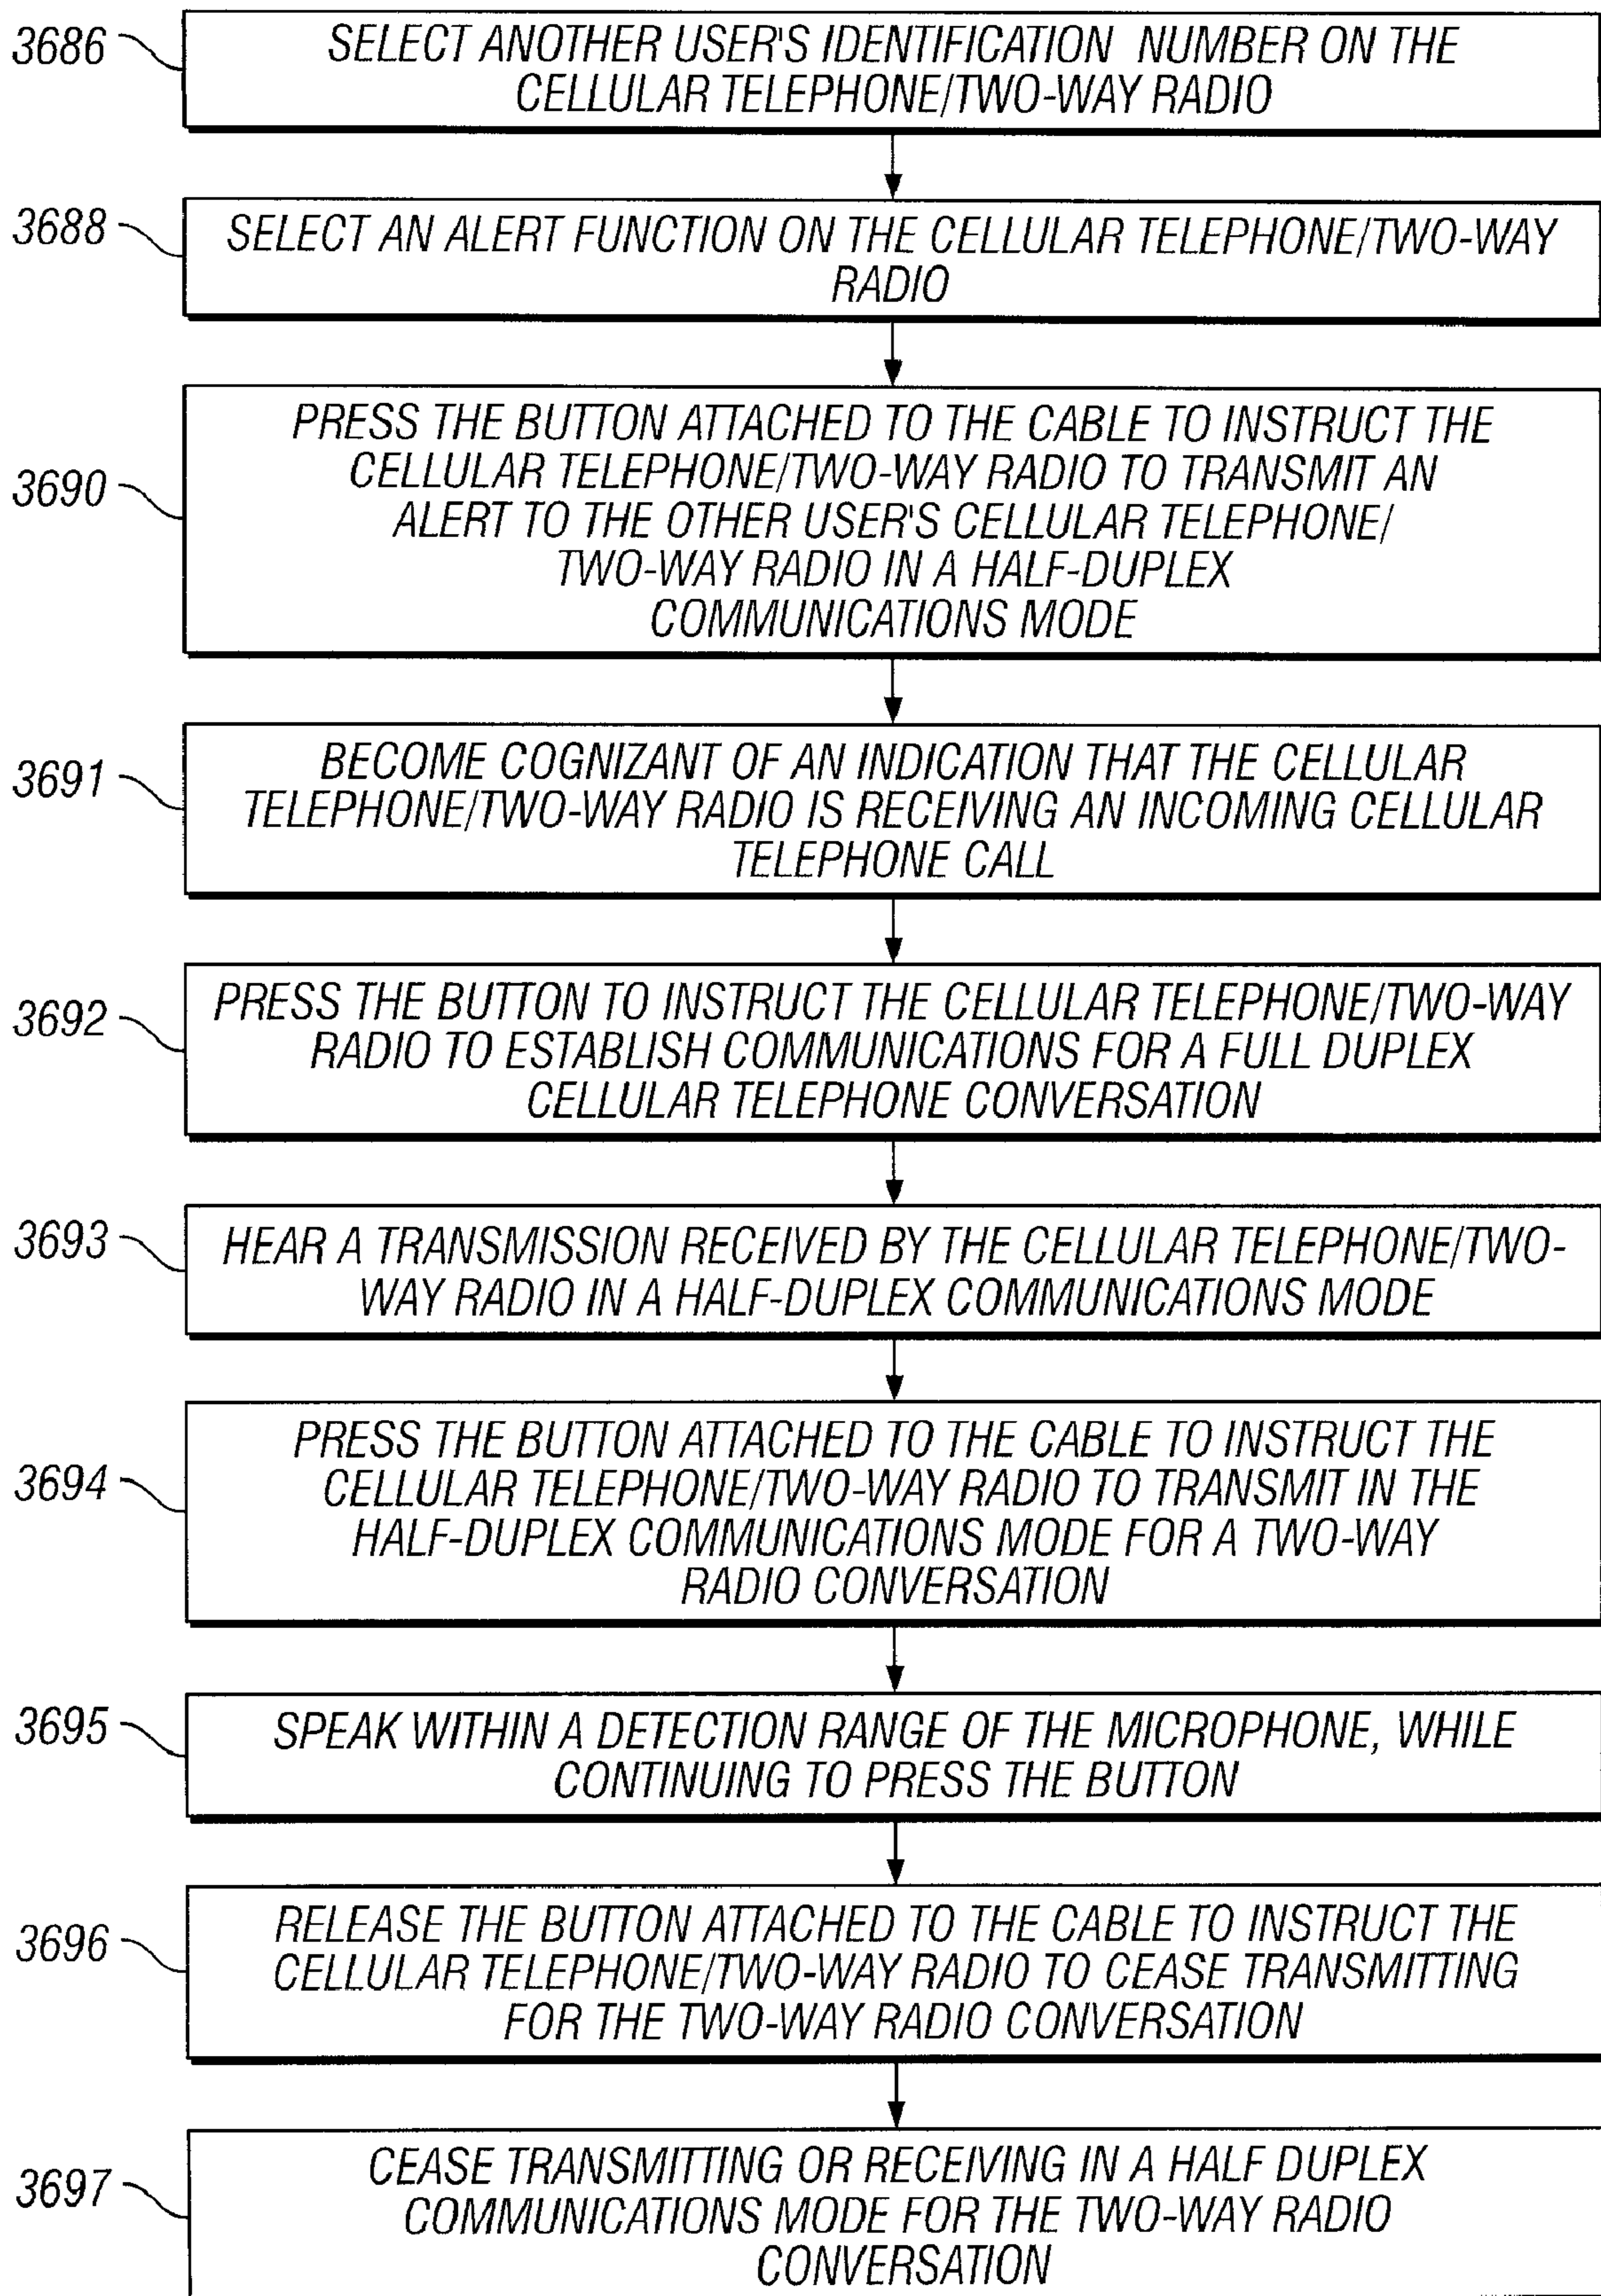 3686
SELECT ANOTHER USER'S IDENTIFICATION NUMBER ON THE
CELLULAR TELEPHONE/TWO-WAY RADIO
3688
SELECT AN ALERT FUNCTION ON THE CELLULAR TELEPHONE/TWO-WAY
RADIO
3690
PRESS THE BUTTON ATTACHED TO THE CABLE TO INSTRUCT THE
CELLULAR TELEPHONE/TWO-WAY RADIO TO TRANSMIT AN
ALERT TO THE OTHER USER'S CELLULAR TELEPHONE/
TWO-WAY RADIO IN A HALF-DUPLEX
COMMUNICATIONS MODE
3691
BECOME COGNIZANT OF AN INDICATION THAT THE CELLULAR
TELEPHONE/TWO-WAY RADIO IS RECEIVING AN INCOMING CELLULAR
TELEPHONE CALL
3692
PRESS THE BUTTON TO INSTRUCT THE CELLULAR TELEPHONE/TWO-WAY
RADIO TO ESTABLISH COMMUNICATIONS FOR A FULL DUPLEX
CELLULAR TELEPHONE CONVERSATION
3693
HEAR A TRANSMISSION RECEIVED BY THE CELLULAR TELEPHONE/TWO-
WAY RADIO IN A HALF-DUPLEX COMMUNICATIONS MODE
3694
PRESS THE BUTTON ATTACHED TO THE CABLE TO INSTRUCT THE
CELLULAR TELEPHONE/TWO-WAY RADIO TO TRANSMIT IN THE
HALF-DUPLEX COMMUNICATIONS MODE FOR A TWO-WAY
RADIO CONVERSATION
3695
SPEAK WITHIN A DETECTION RANGE OF THE MICROPHONE, WHILE
CONTINUING TO PRESS THE BUTTON
3696
RELEASE THE BUTTON ATTACHED TO THE CABLE TO INSTRUCT THE
CELLULAR TELEPHONE/TWO-WAY RADIO TO CEASE TRANSMITTING
FOR THE TWO-WAY RADIO CONVERSATION
3697
CEASE TRANSMITTING OR RECEIVING IN A HALF DUPLEX
COMMUNICATIONS MODE FOR THE TWO-WAY RADIO
CONVERSATION